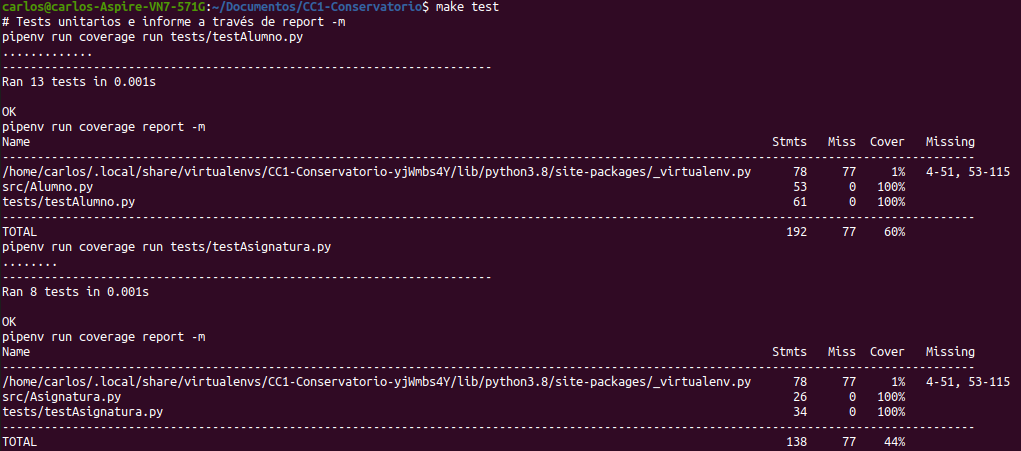 carlos@carlos-Aspire-VN7-571G:~/Documentos/CC1-Conservatorio$ make test
# Tests unitarios e informe a través de report -m
pipenv run coverage run tests/testAlumno.py
.............
----------------------------------------------------------------------
Ran 13 tests in 0.001s
OK
pipenv run coverage report -m
Name Stmts Miss Cover Missing
-------------------------------------------------------------------------------------------------------------------------------------------
/home/carlos/.local/share/virtualenvs/CC1-Conservatorio-yjWmbs4Y/lib/python3.8/site-packages/_virtualenv.py 78 77 1% 4-51, 53-115
src/Alumno.py 53 0 100%
tests/testAlumno.py 61 0 100%
-------------------------------------------------------------------------------------------------------------------------------------------
TOTAL 192 77 60%
pipenv run coverage run tests/testAsignatura.py
........
----------------------------------------------------------------------
Ran 8 tests in 0.001s
OK
pipenv run coverage report -m
Name Stmts Miss Cover Missing
-------------------------------------------------------------------------------------------------------------------------------------------
/home/carlos/.local/share/virtualenvs/CC1-Conservatorio-yjWmbs4Y/lib/python3.8/site-packages/_virtualenv.py 78 77 1% 4-51, 53-115
src/Asignatura.py 26 0 100%
tests/testAsignatura.py 34 0 100%
-------------------------------------------------------------------------------------------------------------------------------------------
TOTAL 138 77 44%